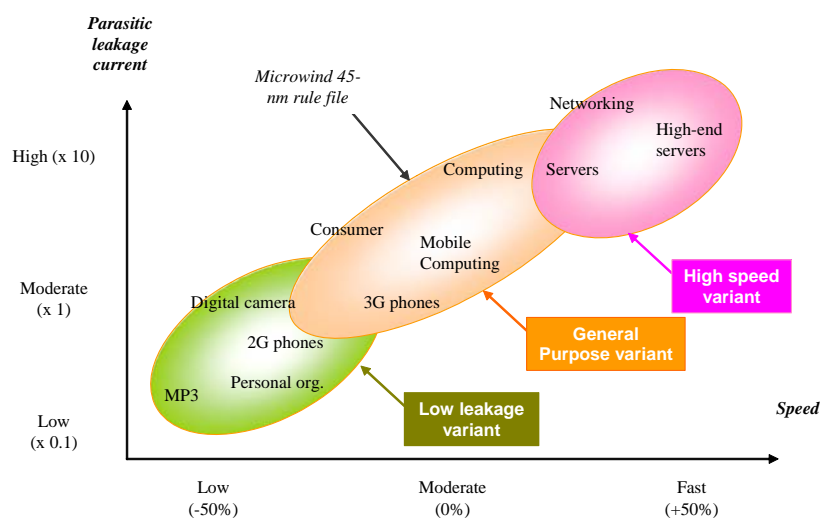 Parasitic
leakage
current
Microwind 45-
nm rule file
Networking
High-end
servers
High (x 10)
Computing
Servers
Consumer
Mobile
Computing
High speed
variant
Moderate
(x 1)
Digital camera
3G phones
General
Purpose variant
2G phones
Personal org.
MP3
Low leakage
variant
Speed
Low
(x 0.1)
Low
(-50%)
Moderate
(0%)
Fast
(+50%)